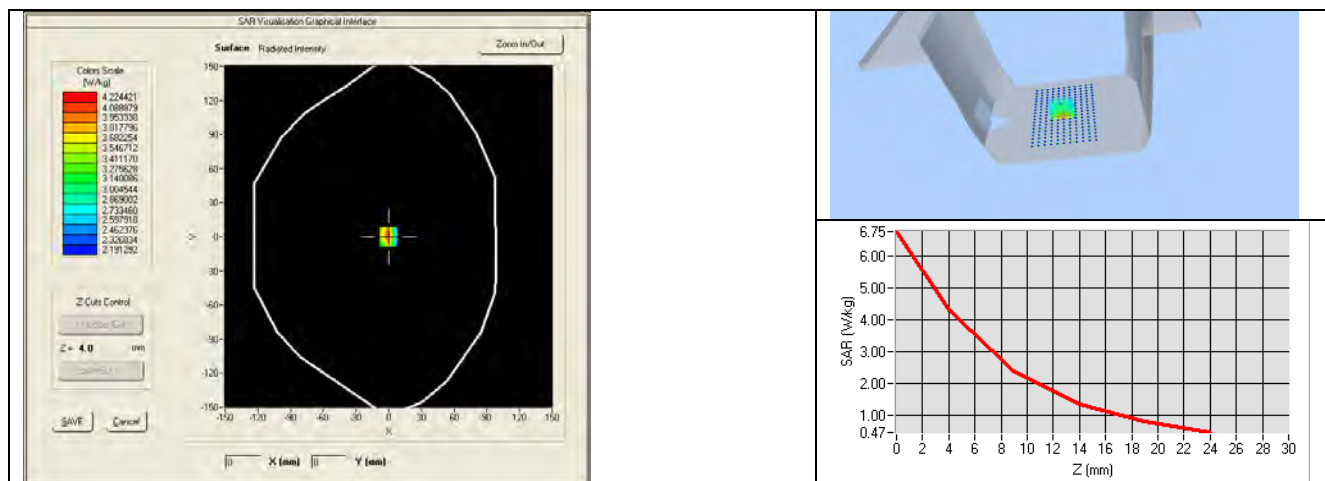 SAR Visualisation Graphical Interface
Surface Radiated Intensity
Zoom In/Out
Colors Scale
(W/kg)
4.224421
4.088879
3.953338
3.817796
3.682254
3.546712
3.411170
3.275628
3.140086
3.004544
2.869002
2.733460
2.597918
2.462376
2.326834
2.191292
Z Cuts Control
Z = 4.0 mm
SAVE
Cancel
150
120
90
60
30
0
-30
-60
-90
-120
-150
Y
-150 -120 -90 -60 -30 0 30 60 90 120 150
X
0 X (mm) 0 Y (mm)
6.75
6.00
5.00
4.00
3.00
2.00
1.00
0.47
SAR (W/kg)
0 2 4 6 8 10 12 14 16 18 20 22 24 26 28 30
Z (mm)